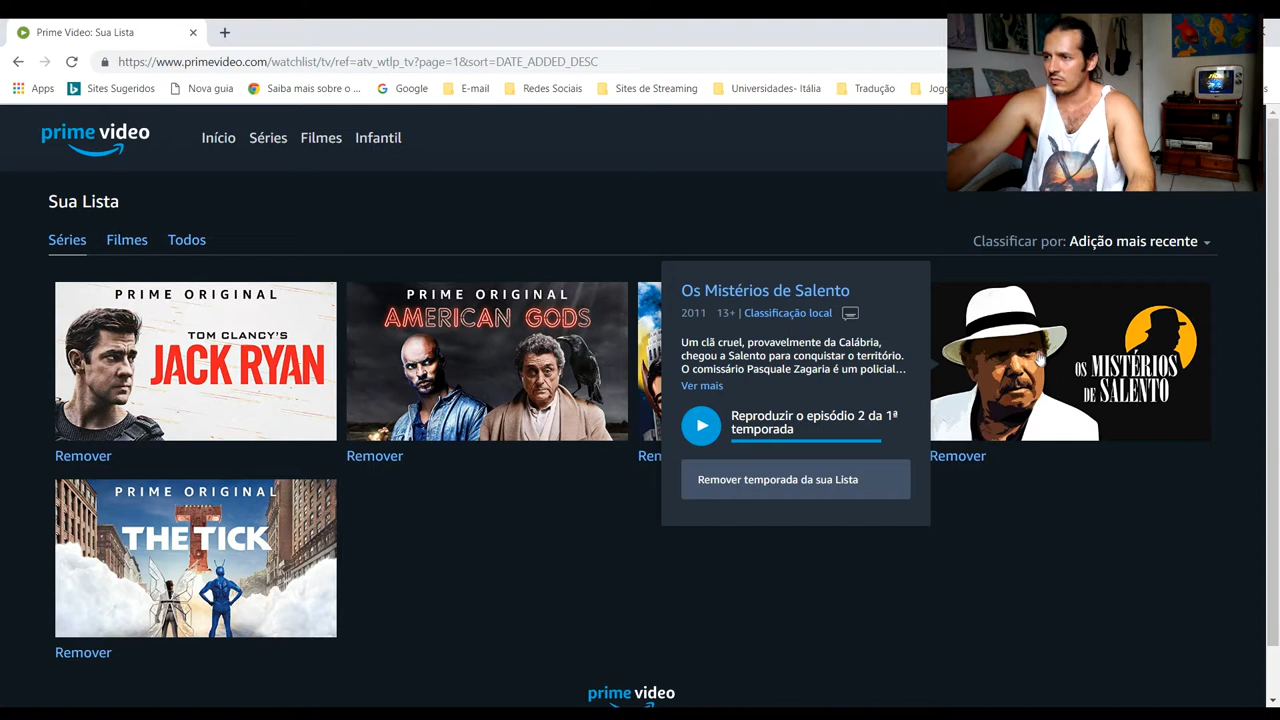 Prime Video: Sua Lista
https://www.primevideo.com/watchlist/tv/ref=atv_wtlp_tv?page=1&sort=DATE_ADDED_DESC
Apps
Sites Sugeridos
Nova guia
Saiba mais sobre o ...
Google
E-mail
Redes Sociais
Sites de Streaming
Universidades- Itália
Tradução
Jogo
prime video
Início
Séries
Filmes
Infantil
Sua Lista
Séries
Filmes
Todos
Classificar por: Adição mais recente
PRIME ORIGINAL
TOM CLANCY'S
JACK RYAN
Remover
PRIME ORIGINAL
AMERICAN GODS
Remover
Os Mistérios de Salento
2011 13+ | Classificação local
Um clã cruel, provavelmente da Calábria,
chegou a Salento para conquistar o território.
O comissário Pasquale Zagaria é um policial...
Ver mais
Reproduzir o episódio 2 da 1ª
temporada
Remover temporada da sua Lista
OS MISTÉRIOS
DE SALENTO
Remover
PRIME ORIGINAL
THE TICK
Remover
prime video